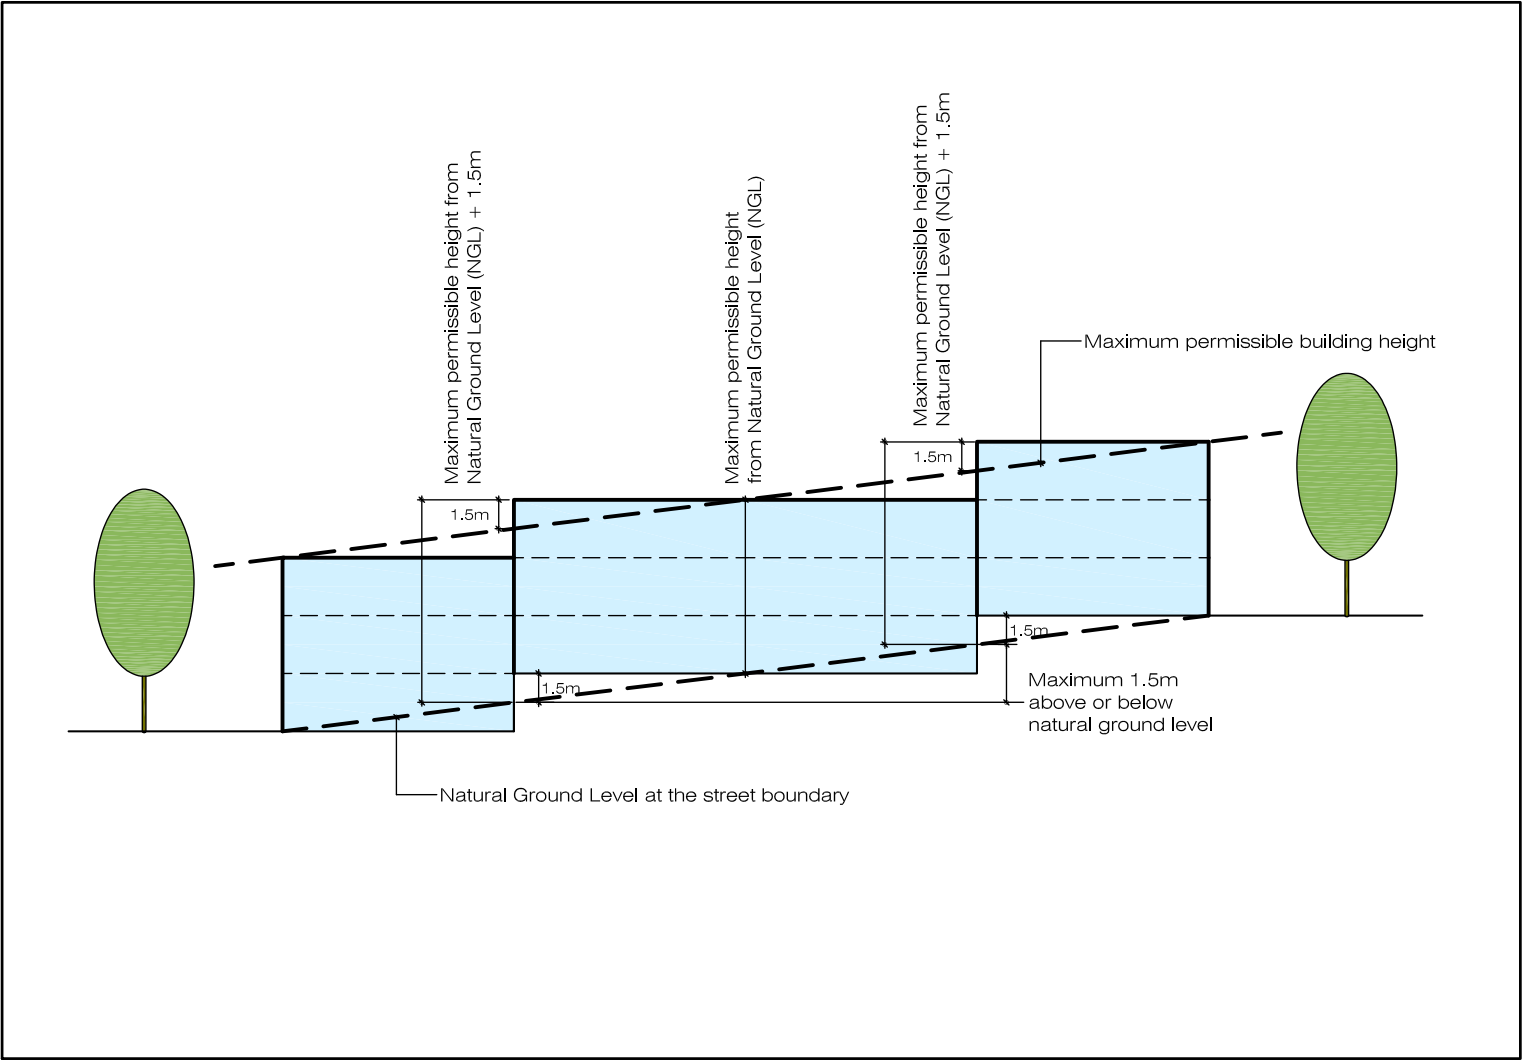 Maximum permissible height from
Natural Ground Level (NGL) + 1.5m
Maximum permissible height
from Natural Ground Level (NGL)
Maximum permissible height from
Natural Ground Level (NGL) + 1.5m
Maximum permissible building height
1.5m
1.5m
1.5m
1.5m
Maximum 1.5m
above or below
natural ground level
Natural Ground Level at the street boundary